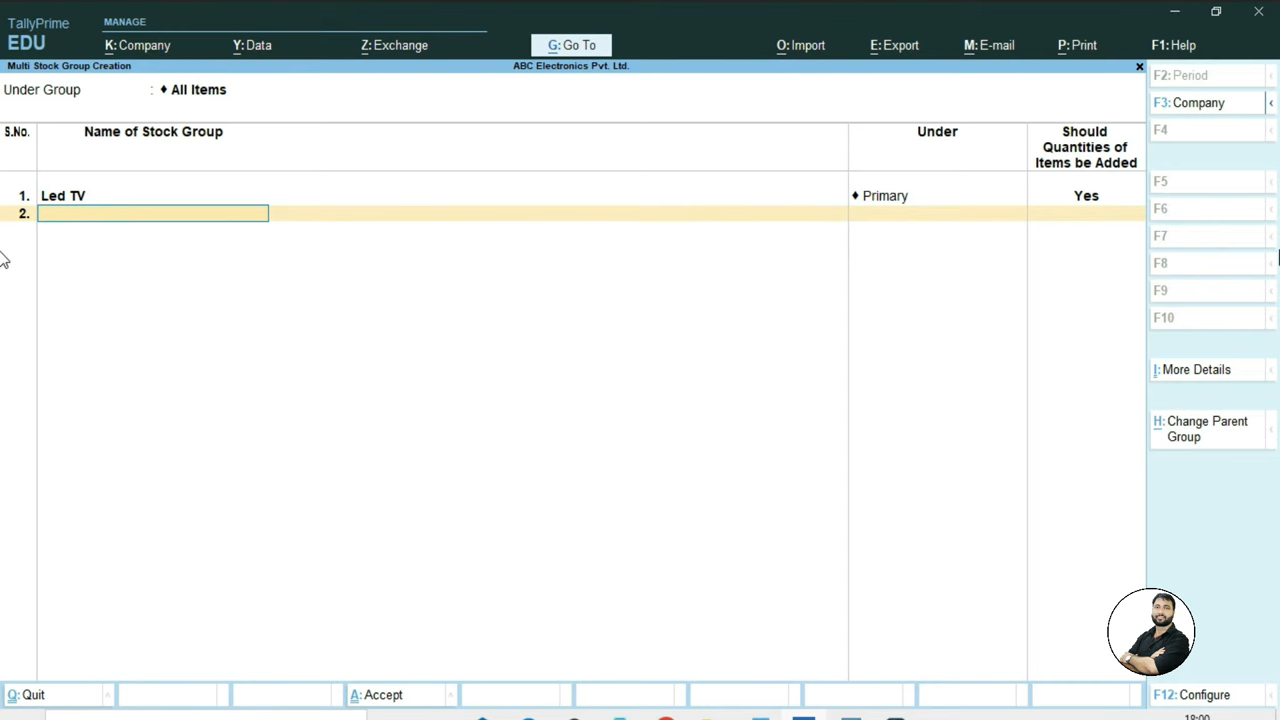 TallyPrime
EDU
MANAGE
K: Company
Y: Data
Z: Exchange
G: Go To
O: Import
E: Export
M: E-mail
P: Print
F1: Help
Multi Stock Group Creation
ABC Electronics Pvt. Ltd.
Under Group : ♦ All Items
S.No.
Name of Stock Group
Under
Should
Quantities of
Items be Added
1. Led TV ♦ Primary Yes
2.
F2: Period
F3: Company
F4
F5
F6
F7
F8
F9
F10
I: More Details
H: Change Parent
Group
Q: Quit
A: Accept
F12: Configure
18:00